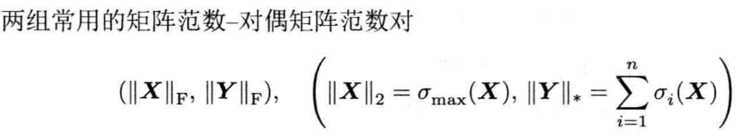 两组常用的矩阵范数–对偶矩阵范数对
(‖X‖_F, ‖Y‖_F), (‖X‖_2 = σ_max(X), ‖Y‖_* = ∑_{i=1}^{n} σ_i(X))